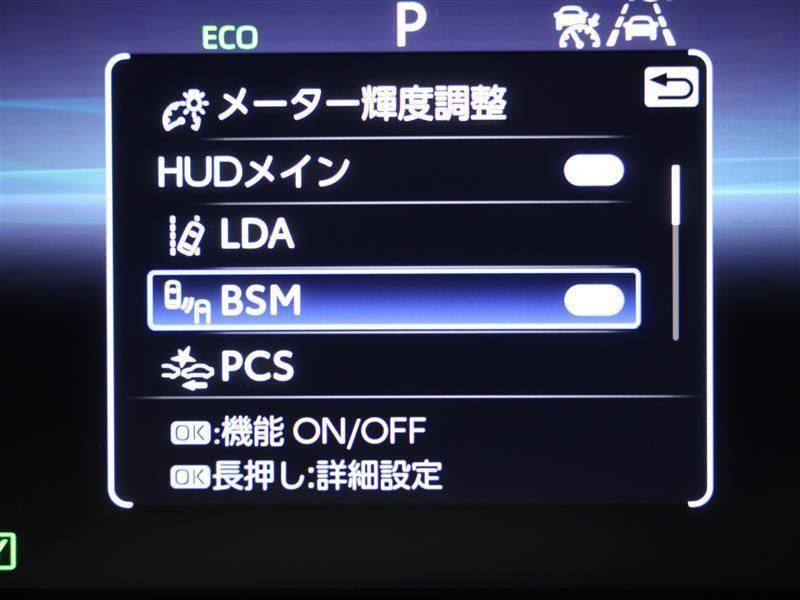 ECO
P
メーター輝度調整
HUDメイン
LDA
BSM
PCS
OK:機能 ON/OFF
OK長押し:詳細設定